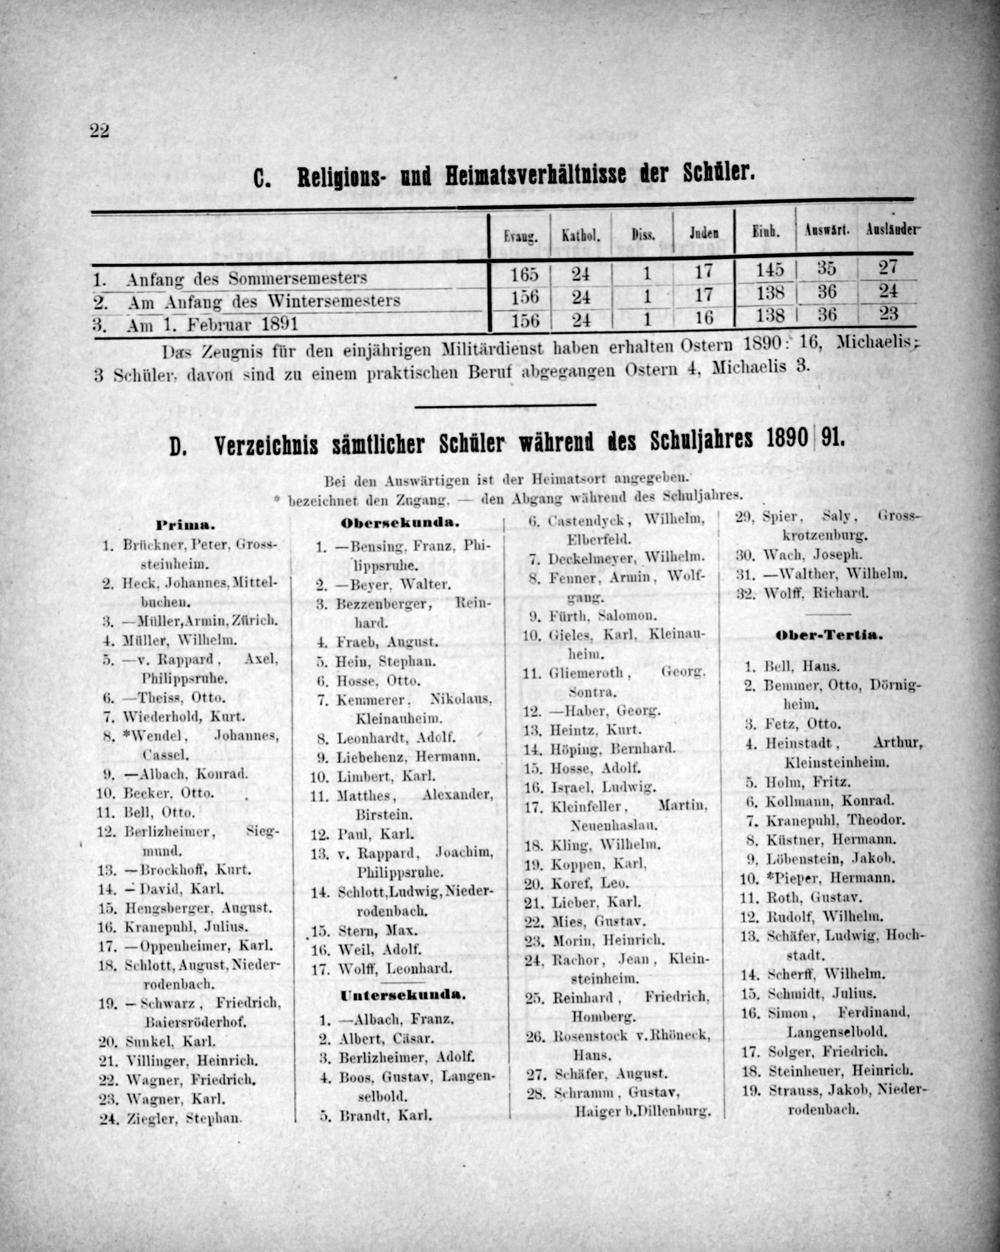 22
C. Religions- und Heimatsverhältnisse der Schüler.
Evang. Kathol. Diss. Juden Einh. Auswärt. Ausländer
1. Anfang des Sommersemesters 165 24 1 17 145 35 27
2. Am Anfang des Wintersemesters 156 24 1 17 138 36 24
3. Am 1. Februar 1891 156 24 1 16 138 36 23
Das Zeugnis für den einjährigen Militärdienst haben erhalten Ostern 1890: 16, Michaelis;
3 Schüler, davon sind zu einem praktischen Beruf abgegangen Ostern 4, Michaelis 3.
D. Verzeichnis sämtlicher Schüler während des Schuljahres 1890|91.
Bei den Auswärtigen ist der Heimatsort angegeben.
* bezeichnet den Zugang, — den Abgang während des Schuljahres.
Prima.
1. Brückner, Peter, Gross-
steinheim.
2. Heck, Johannes, Mittel-
buchen.
3. —Müller, Armin, Zürich.
4. Müller, Wilhelm.
5. —v. Rappard, Axel,
Philippsruhe.
6. —Theiss, Otto.
7. Wiederhold, Kurt.
8. *Wendel, Johannes,
Cassel.
9. —Albach, Konrad.
10. Becker, Otto.
11. Bell, Otto.
12. Berlizheimer, Sieg-
mund.
13. —Brockhoff, Kurt.
14. —David, Karl.
15. Hengsberger, August.
16. Kranepuhl, Julius.
17. —Oppenheimer, Karl.
18. Schlott, August, Nieder-
rodenbach.
19. —Schwarz, Friedrich,
Baiersröderhof.
20. Sunkel, Karl.
21. Villinger, Heinrich.
22. Wagner, Friedrich.
23. Wagner, Karl.
24. Ziegler, Stephan.
Obersekunda.
1. —Bensing, Franz, Phi-
lippsruhe.
2. —Beyer, Walter.
3. Bezzenberger, Rein-
hard.
4. Fraeb, August.
5. Hein, Stephan.
6. Hosse, Otto.
7. Kemmerer, Nikolaus,
Kleinauheim.
8. Leonhardt, Adolf.
9. Liebehenz, Hermann.
10. Limbert, Karl.
11. Matthes, Alexander,
Birstein.
12. Paul, Karl.
13. v. Rappard, Joachim,
Philippsruhe.
14. Schlott, Ludwig, Nieder-
rodenbach.
15. Stern, Max.
16. Weil, Adolf.
17. Wolff, Leonhard.
Untersekunda.
1. —Albach, Franz.
2. Albert, Cäsar.
3. Berlizheimer, Adolf.
4. Boos, Gustav, Langen-
selbold.
5. Brandt, Karl.
6. Castendyck, Wilhelm,
Elberfeld.
7. Deckelmeyer, Wilhelm.
8. Fenner, Armin, Wolf-
gang.
9. Fürth, Salomon.
10. Gieles, Karl, Kleinau-
heim.
11. Gliemeroth, Georg,
Sontra.
12. —Haber, Georg.
13. Heintz, Kurt.
14. Höping, Bernhard.
15. Hosse, Adolf.
16. Israel, Ludwig.
17. Kleinfeller, Martin,
Neuenhaslau.
18. Kling, Wilhelm.
19. Koppen, Karl,
20. Koref, Leo.
21. Lieber, Karl.
22. Mies, Gustav.
23. Morin, Heinrich.
24. Rachor, Jean, Klein-
steinheim.
25. Reinhard, Friedrich,
Homberg.
26. Rosenstock v. Rhöneck,
Hans.
27. Schäfer, August.
28. Schramm, Gustav,
Haiger b.Dillenburg.
29. Spier, Saly, Gross-
krotzenburg.
30. Wach, Joseph.
31. —Walther, Wilhelm.
32. Wolff, Richard.
Ober-Tertia.
1. Bell, Hans.
2. Bemmer, Otto, Dörnig-
heim.
3. Fetz, Otto.
4. Heinstadt, Arthur,
Kleinsteinheim.
5. Holm, Fritz.
6. Kollmann, Konrad.
7. Kranepuhl, Theodor.
8. Küstner, Hermann.
9. Löbenstein, Jakob.
10. *Pieper, Hermann.
11. Roth, Gustav.
12. Rudolf, Wilhelm.
13. Schäfer, Ludwig, Hoch-
stadt.
14. Scherff, Wilhelm.
15. Schmidt, Julius.
16. Simon, Ferdinand,
Langenselbold.
17. Solger, Friedrich.
18. Steinheuer, Heinrich.
19. Strauss, Jakob, Nieder-
rodenbach.